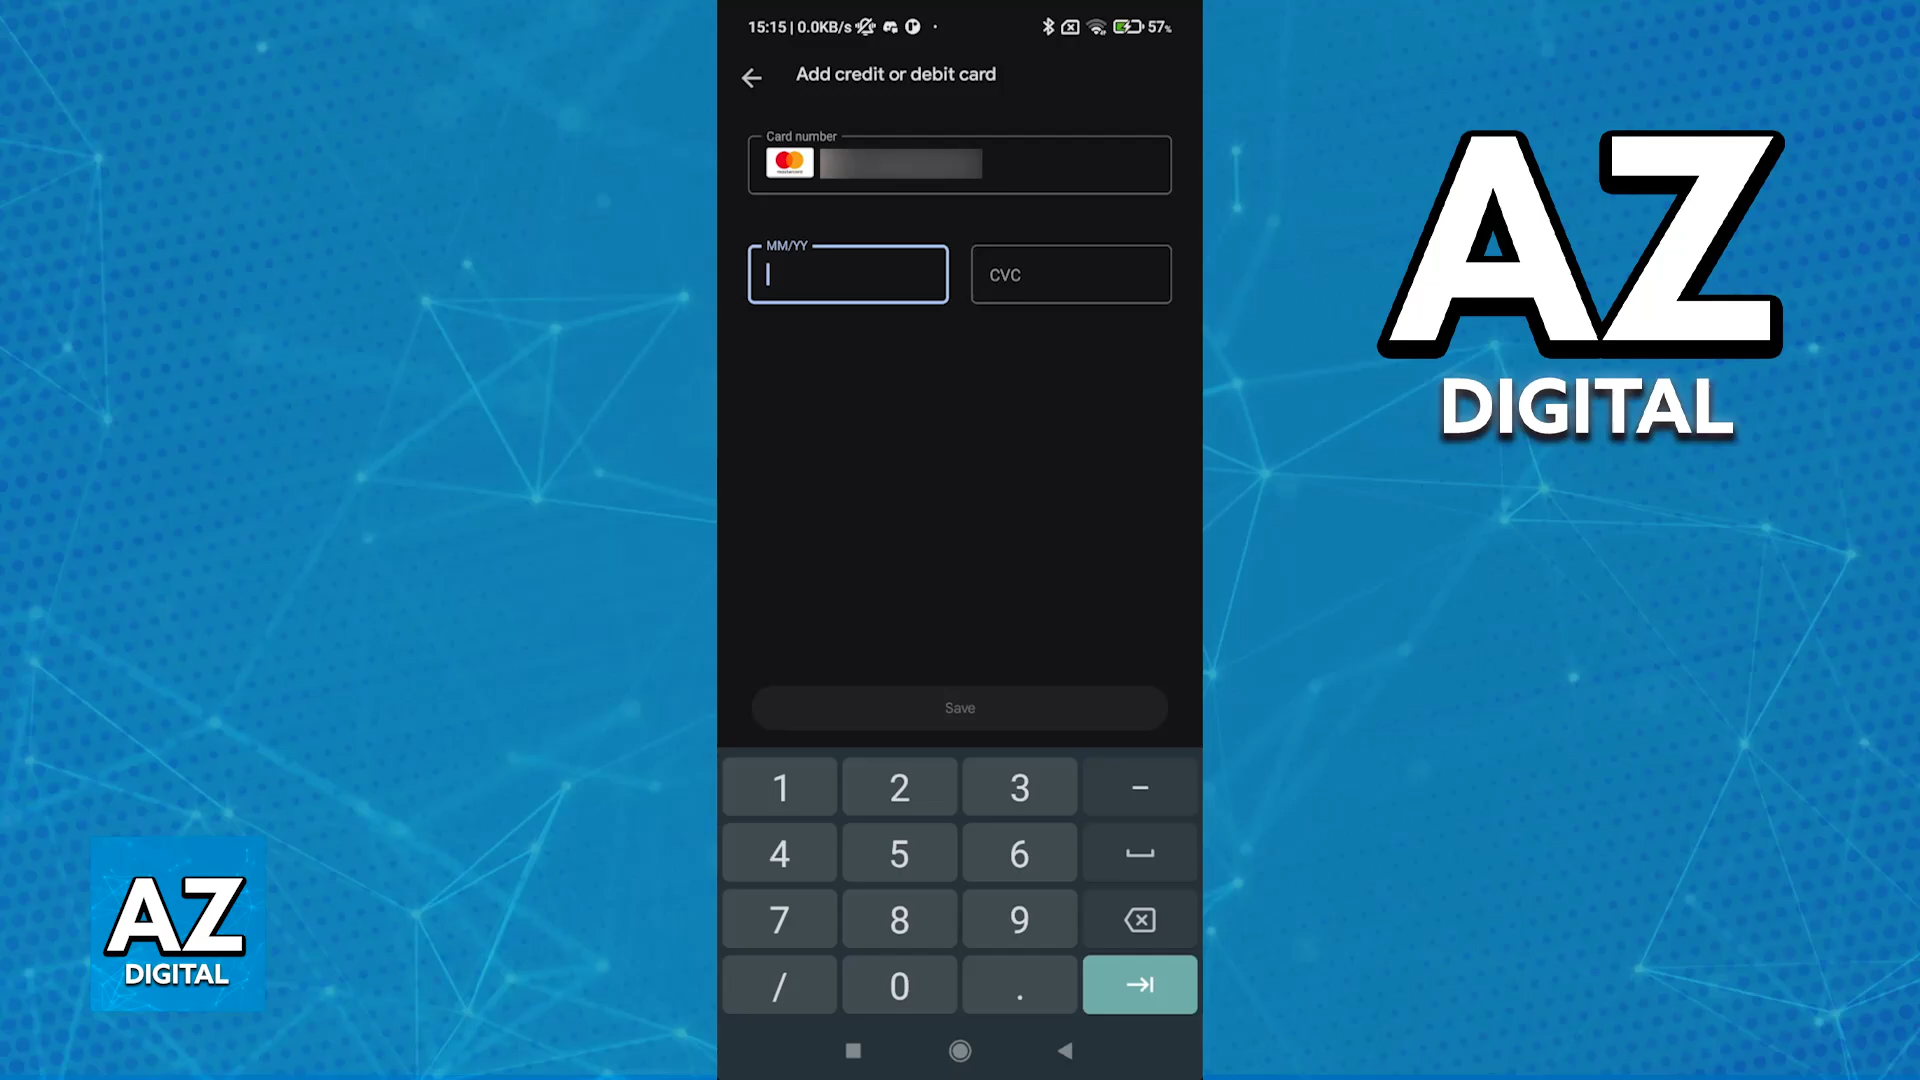 15:15 | 0.0KB/s
57%
Add credit or debit card
Card number
mastercard
MM/YY
CVC
Save
1 2 3 -
4 5 6
7 8 9
/ 0 .
AZ
DIGITAL
AZ
DIGITAL